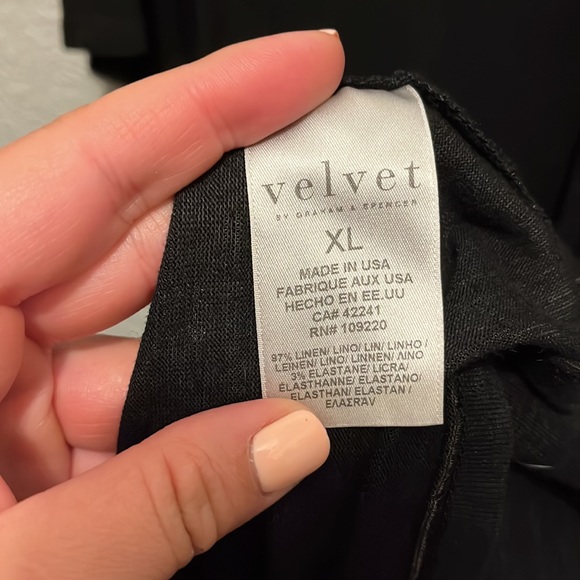 velvet
BY GRAHAM & SPENCER
XL
MADE IN USA
FABRIQUE AUX USA
HECHO EN EE.UU
CA# 42241
RN# 109220
97% LINEN/ LINO/ LIN/ LINHO /
LEINEN/ LINO/ LINNEN/ ΛΙΝΟ
3% ELASTANE/ LICRA/
ÉLASTHANNE/ ELASTANO/
ELASTHAN/ ELASTAN /
ΕΛΑΣΤΑΝ